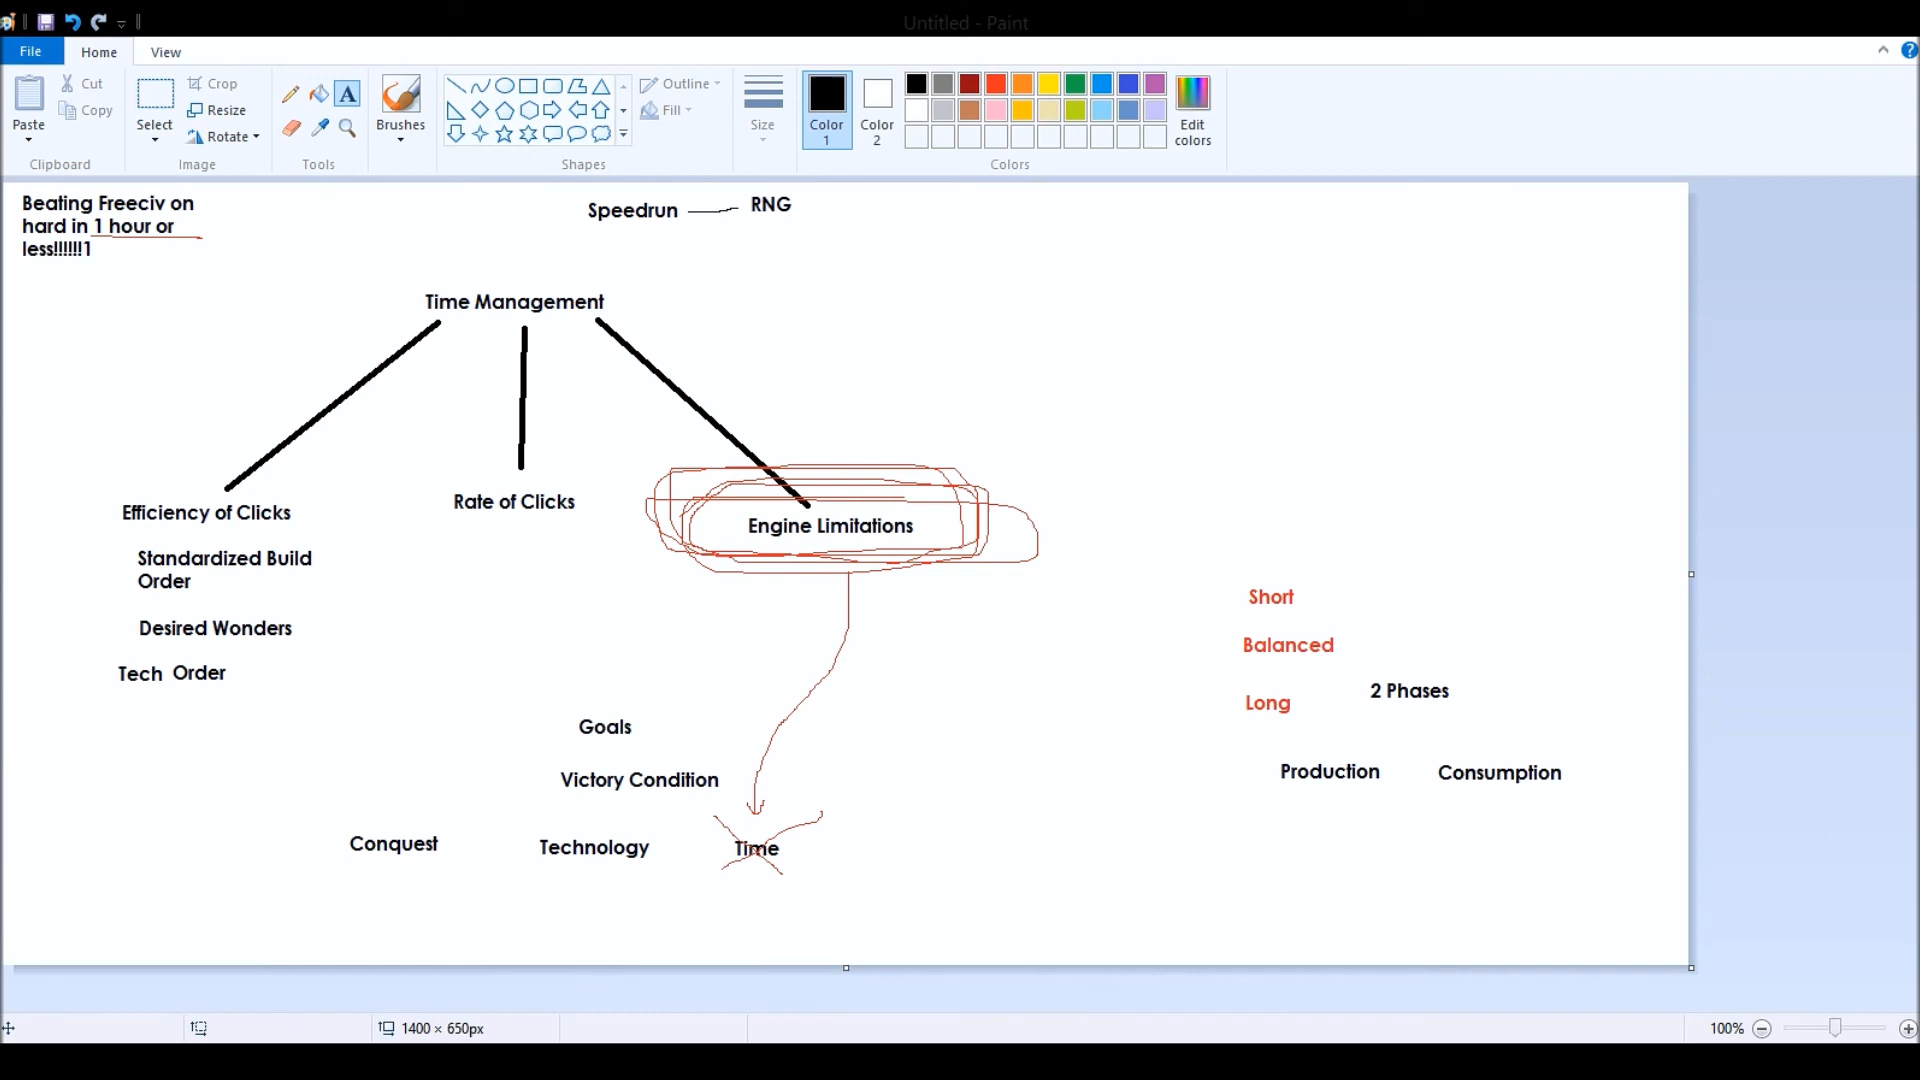 Untitled - Paint
File
Home
View
Paste
Cut
Copy
Clipboard
Select
Crop
Resize
Rotate
Image
A
Tools
Brushes
Shapes
Outline
Fill
Size
Color 1
Color 2
Edit colors
Colors
Beating Freeciv on
hard in 1 hour or
less!!!!!!1
Speedrun
RNG
Time Management
Efficiency of Clicks
Rate of Clicks
Engine Limitations
Standardized Build
Order
Desired Wonders
Tech Order
Short
Balanced
Long
2 Phases
Goals
Victory Condition
Production
Consumption
Conquest
Technology
Time
1400 × 650px
100%